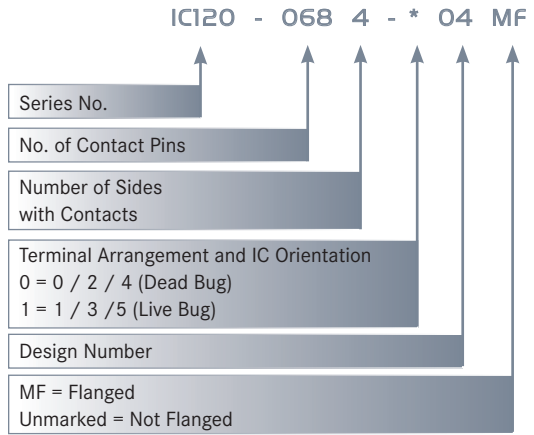 IC120 - 068 4 - * 04 MF
Series No.
No. of Contact Pins
Number of Sides
with Contacts
Terminal Arrangement and IC Orientation
0 = 0 / 2 / 4 (Dead Bug)
1 = 1 / 3 /5 (Live Bug)
Design Number
MF = Flanged
Unmarked = Not Flanged